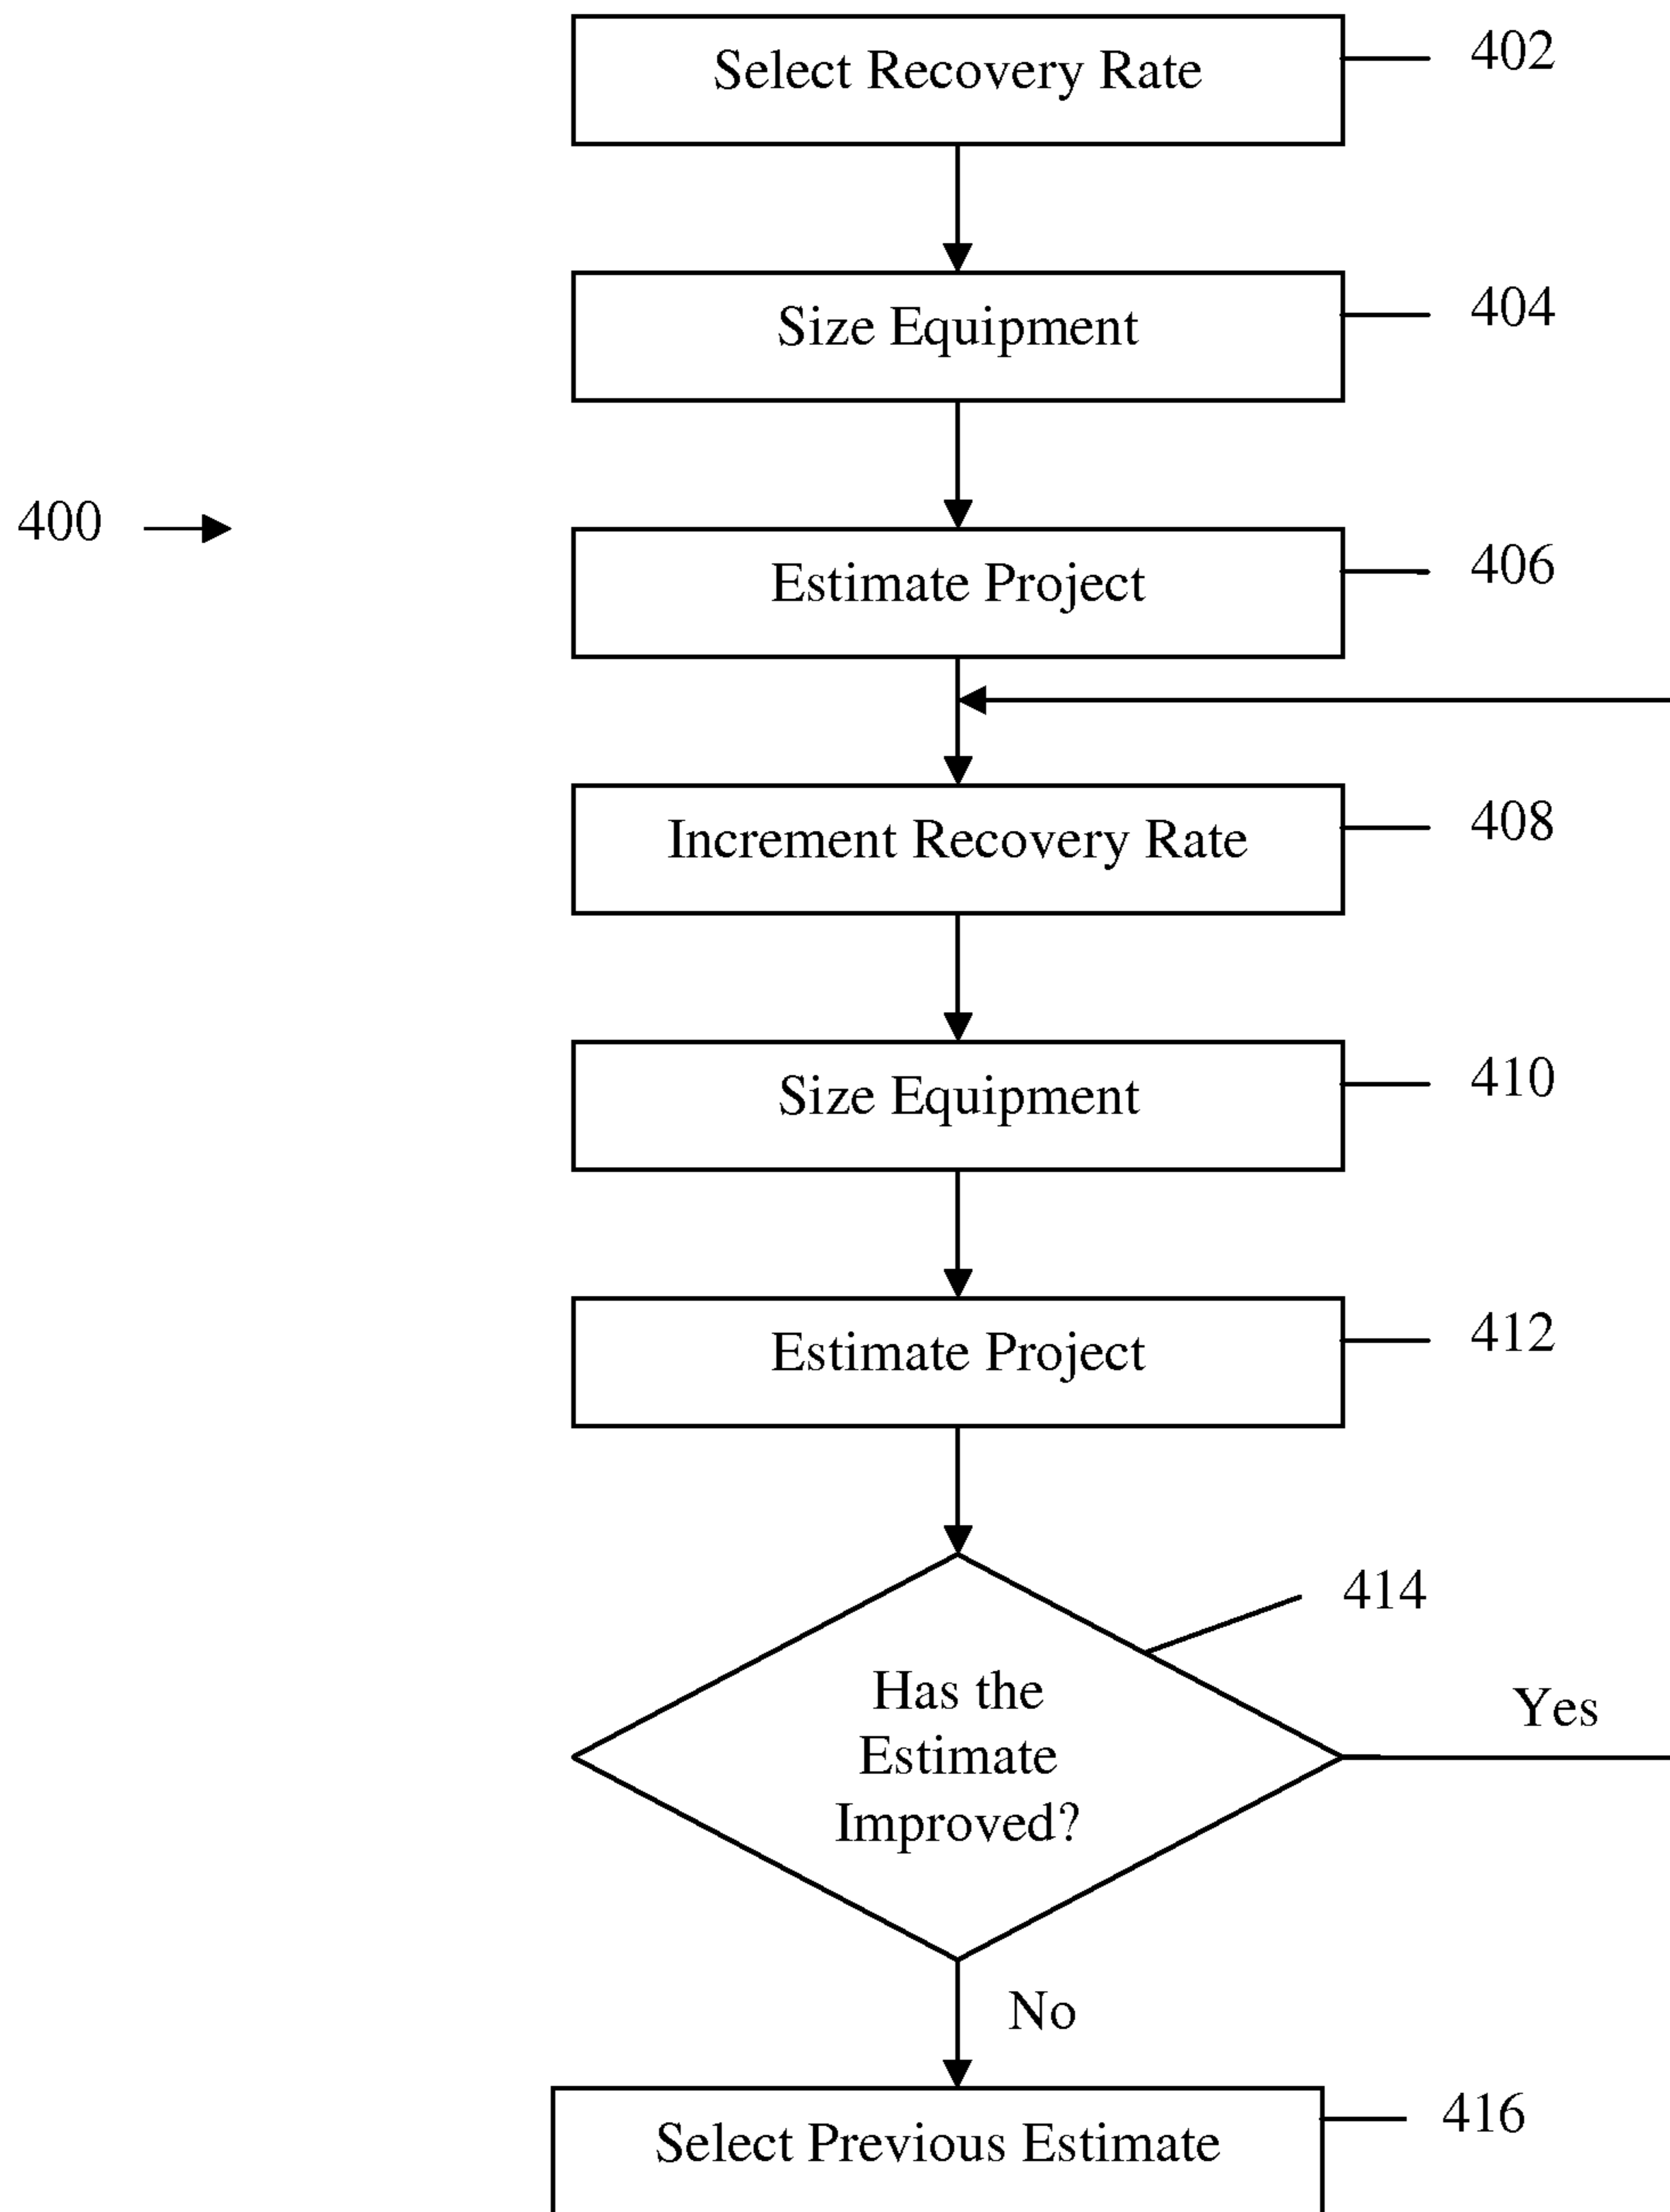 Select Recovery Rate
402
Size Equipment
404
400
Estimate Project
406
Increment Recovery Rate
408
Size Equipment
410
Estimate Project
412
414
Has the
Estimate
Improved?
Yes
No
Select Previous Estimate
416